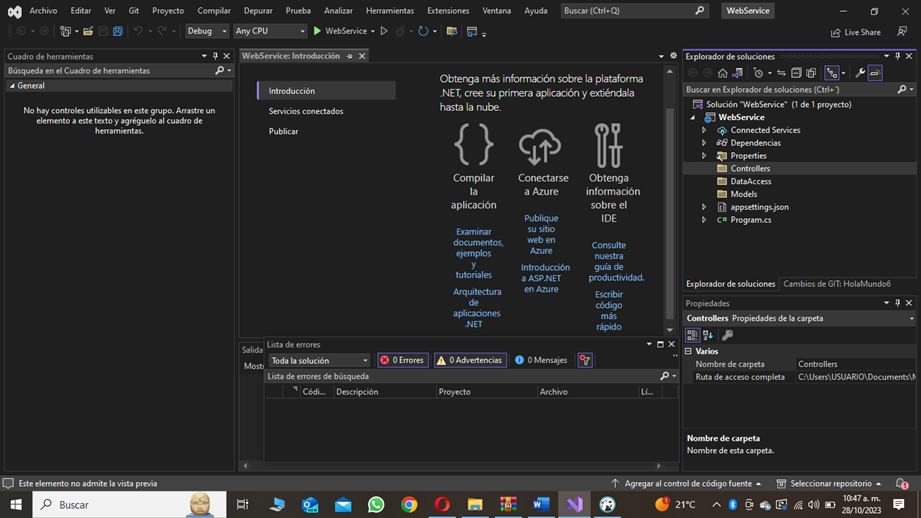 Archivo Editar Ver Git Proyecto Compilar Depurar Prueba Analizar Herramientas Extensiones Ventana Ayuda Buscar (Ctrl+Q) WebService
Debug Any CPU WebService Live Share
Cuadro de herramientas
Búsqueda en el Cuadro de herramientas
General
No hay controles utilizables en este grupo. Arrastre un
elemento a este texto y agréguelo al cuadro de
herramientas.
WebService: Introducción
Introducción
Servicios conectados
Publicar
Obtenga más información sobre la plataforma
.NET, cree su primera aplicación y extiéndala
hasta la nube.
Compilar
la
aplicación
Examinar
documentos,
ejemplos
y
tutoriales
Arquitectura
de
aplicaciones
.NET
Conectarse
a Azure
Publique
su sitio
web en
Azure
Introducción
a ASP.NET
en Azure
Obtenga
información
sobre el
IDE
Consulte
nuestra
guía de
productividad.
Escribir
código
más
rápido
Salida
Mostr
Lista de errores
Toda la solución 0 Errores 0 Advertencias 0 Mensajes
Lista de errores de búsqueda
Códi... Descripción Proyecto Archivo Lí...
Explorador de soluciones
Buscar en Explorador de soluciones (Ctrl+´)
Solución "WebService" (1 de 1 proyecto)
WebService
Connected Services
Dependencias
Properties
Controllers
DataAccess
Models
appsettings.json
C# Program.cs
Explorador de soluciones Cambios de GIT: HolaMundo6
Propiedades
Controllers Propiedades de la carpeta
Varios
Nombre de carpeta Controllers
Ruta de acceso completa C:\Users\USUARIO\Documents\M
Nombre de carpeta
Nombre de esta carpeta.
Este elemento no admite la vista previa
Agregar al control de código fuente Seleccionar repositorio
Buscar
21°C
10:47 a. m.
28/10/2023